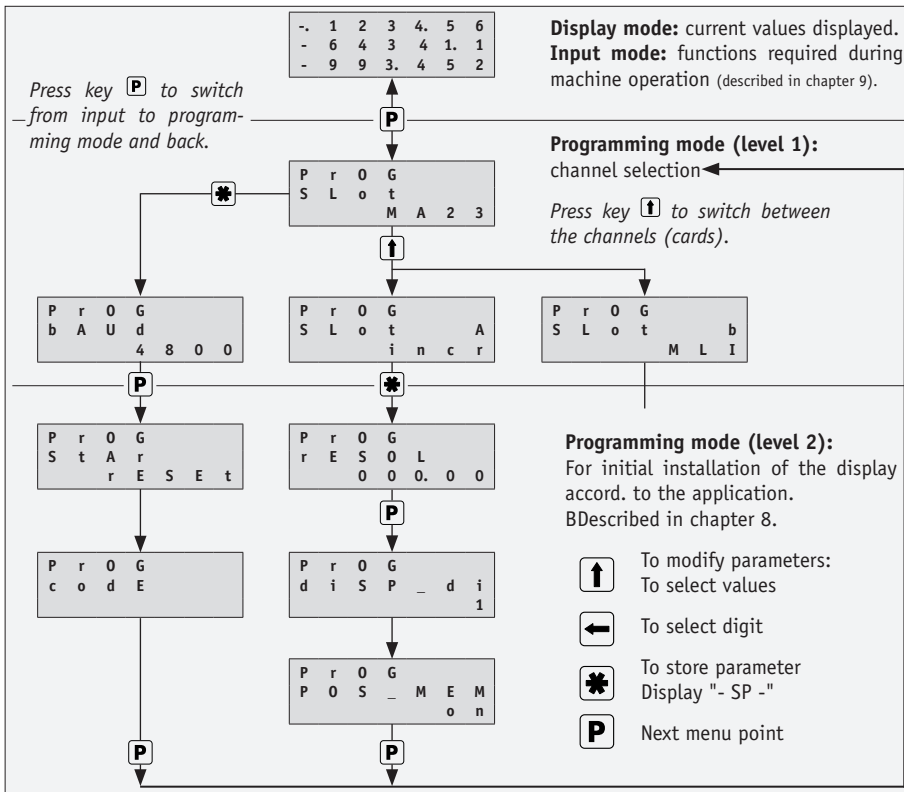 -. 1 2 3 4. 5 6
- 6 4 3 4 1. 1
- 9 9 3. 4 5 2
Display mode: current values displayed.
Input mode: functions required during
machine operation (described in chapter 9).
Press key P to switch
from input to program-
ming mode and back.
P
P r O G
S L o t
M A 2 3
Programming mode (level 1):
channel selection
Press key ⬆ to switch between
the channels (cards).
✱
⬆
P r O G
b A U d
4 8 0 0
P r O G
S L o t A
i n c r
P r O G
S L o t b
M L I
P
✱
P r O G
S t A r
r E S E t
P r O G
r E S O L
0 0 0. 0 0
Programming mode (level 2):
For initial installation of the display
accord. to the application.
BDescribed in chapter 8.
P
P r O G
c o d E
P r O G
d i S P _ d i
1
⬆ To modify parameters:
To select values
⬅ To select digit
✱ To store parameter
Display "- SP -"
P Next menu point
P r O G
P O S _ M E M
o n
P
P